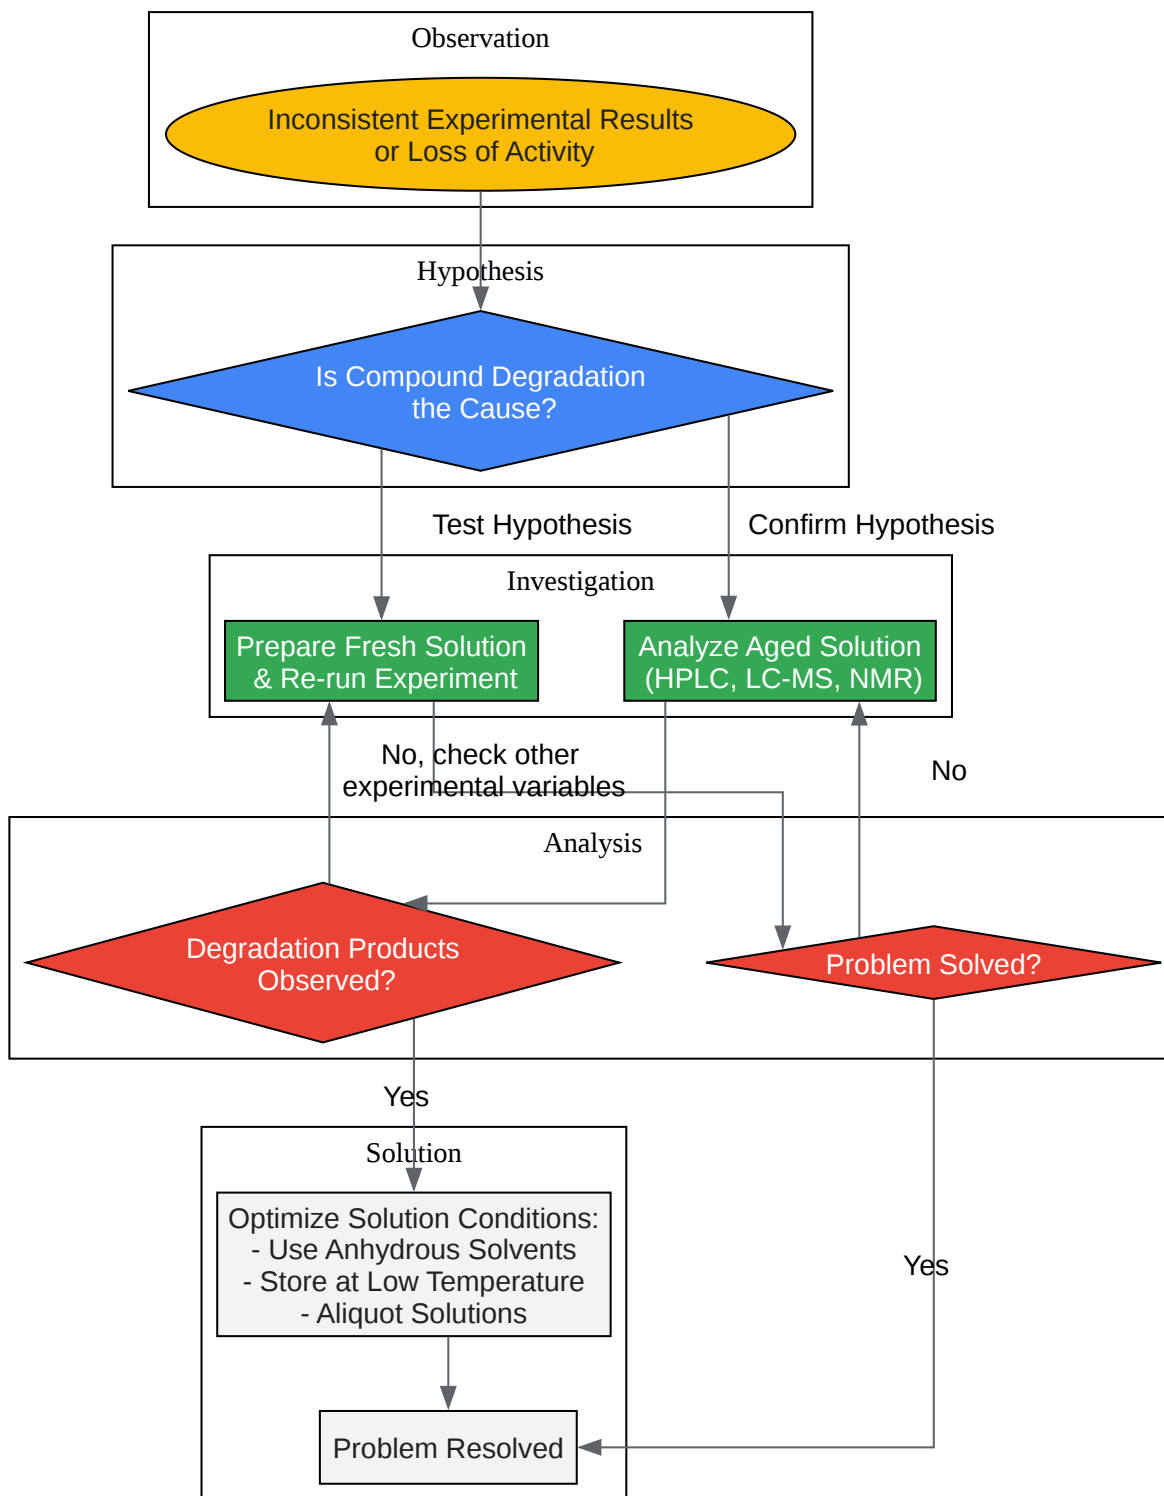 Observation
Inconsistent Experimental Results
or Loss of Activity
Hypothesis
Is Compound Degradation
the Cause?
Test Hypothesis
Confirm Hypothesis
Investigation
Prepare Fresh Solution
& Re-run Experiment
Analyze Aged Solution
(HPLC, LC-MS, NMR)
No, check other
experimental variables
No
Analysis
Degradation Products
Observed?
Problem Solved?
Yes
Solution
Optimize Solution Conditions:
- Use Anhydrous Solvents
- Store at Low Temperature
- Aliquot Solutions
Yes
Problem Resolved